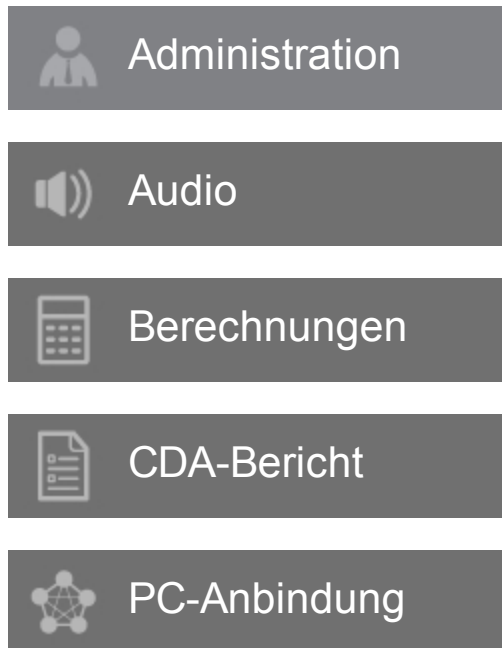 Administration
Audio
Berechnungen
CDA-Bericht
PC-Anbindung